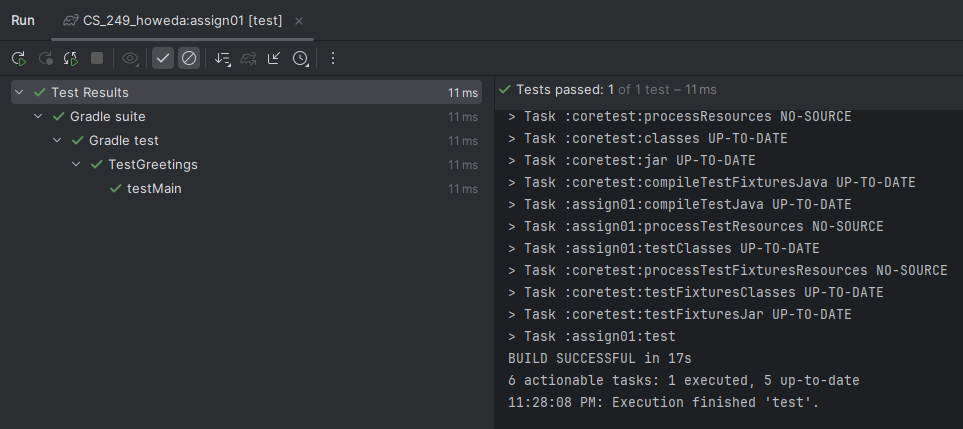 Run CS_249_howeda:assign01 [test]
Test Results 11 ms
Gradle suite 11 ms
Gradle test 11 ms
TestGreetings 11 ms
testMain 11 ms
Tests passed: 1 of 1 test – 11 ms
> Task :coretest:processResources NO-SOURCE
> Task :coretest:classes UP-TO-DATE
> Task :coretest:jar UP-TO-DATE
> Task :coretest:compileTestFixturesJava UP-TO-DATE
> Task :assign01:compileTestJava UP-TO-DATE
> Task :assign01:processTestResources NO-SOURCE
> Task :assign01:testClasses UP-TO-DATE
> Task :coretest:processTestFixturesResources NO-SOURCE
> Task :coretest:testFixturesClasses UP-TO-DATE
> Task :coretest:testFixturesJar UP-TO-DATE
> Task :assign01:test
BUILD SUCCESSFUL in 17s
6 actionable tasks: 1 executed, 5 up-to-date
11:28:08 PM: Execution finished 'test'.